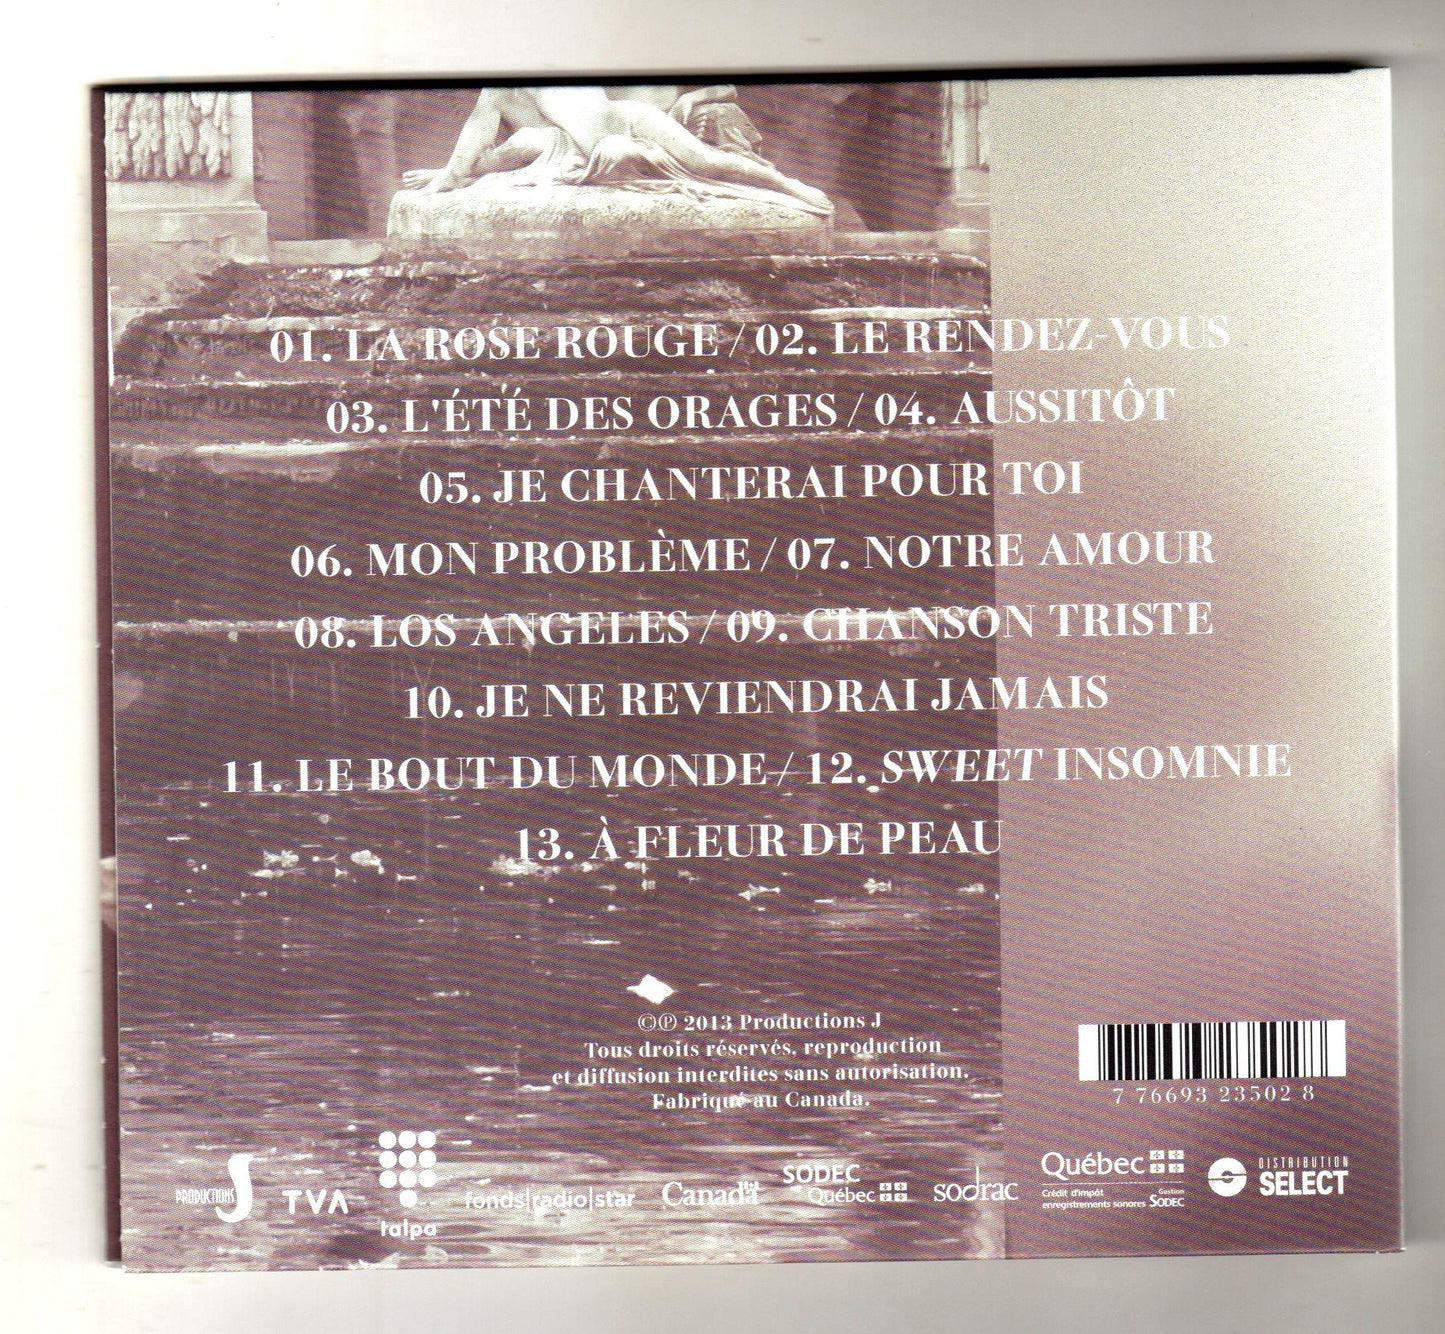 01. LA ROSE ROUGE / 02. LE RENDEZ-VOUS
03. L'ÉTÉ DES ORAGES / 04. AUSSITÔT
05. JE CHANTERAI POUR TOI
06. MON PROBLÈME / 07. NOTRE AMOUR
08. LOS ANGELES / 09. CHANSON TRISTE
10. JE NE REVIENDRAI JAMAIS
11. LE BOUT DU MONDE / 12. SWEET INSOMNIE
13. À FLEUR DE PEAU
©℗ 2013 Productions J
Tous droits réservés, reproduction
et diffusion interdites sans autorisation.
Fabriqué au Canada.
7 76693 23502 8
PRODUCTIONS J
TVA
talpa
fonds|radio|star
Canada
SODEC
Québec
sodrac
Québec
Crédit d'impôt
enregistrements sonores
Gestion
SODEC
DISTRIBUTION
SELECT